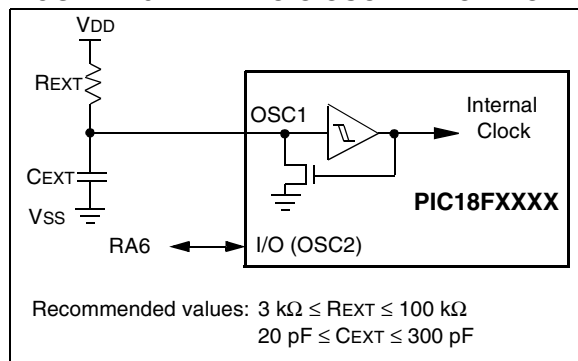 VDD
REXT
OSC1
Internal
Clock
CEXT
PIC18FXXXX
VSS
RA6
I/O (OSC2)
Recommended values: 3 kΩ ≤ REXT ≤ 100 kΩ
20 pF ≤ CEXT ≤ 300 pF